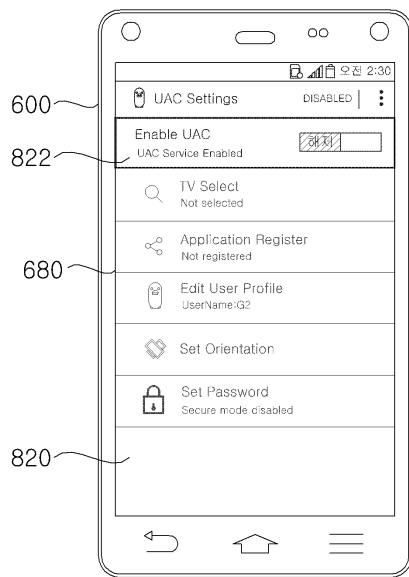 오전 2:30
UAC Settings DISABLED
600
Enable UAC
UAC Service Enabled
해지
822
TV Select
Not selected
Application Register
Not registered
680
Edit User Profile
UserName:G2
Set Orientation
Set Password
Secure mode disabled
820